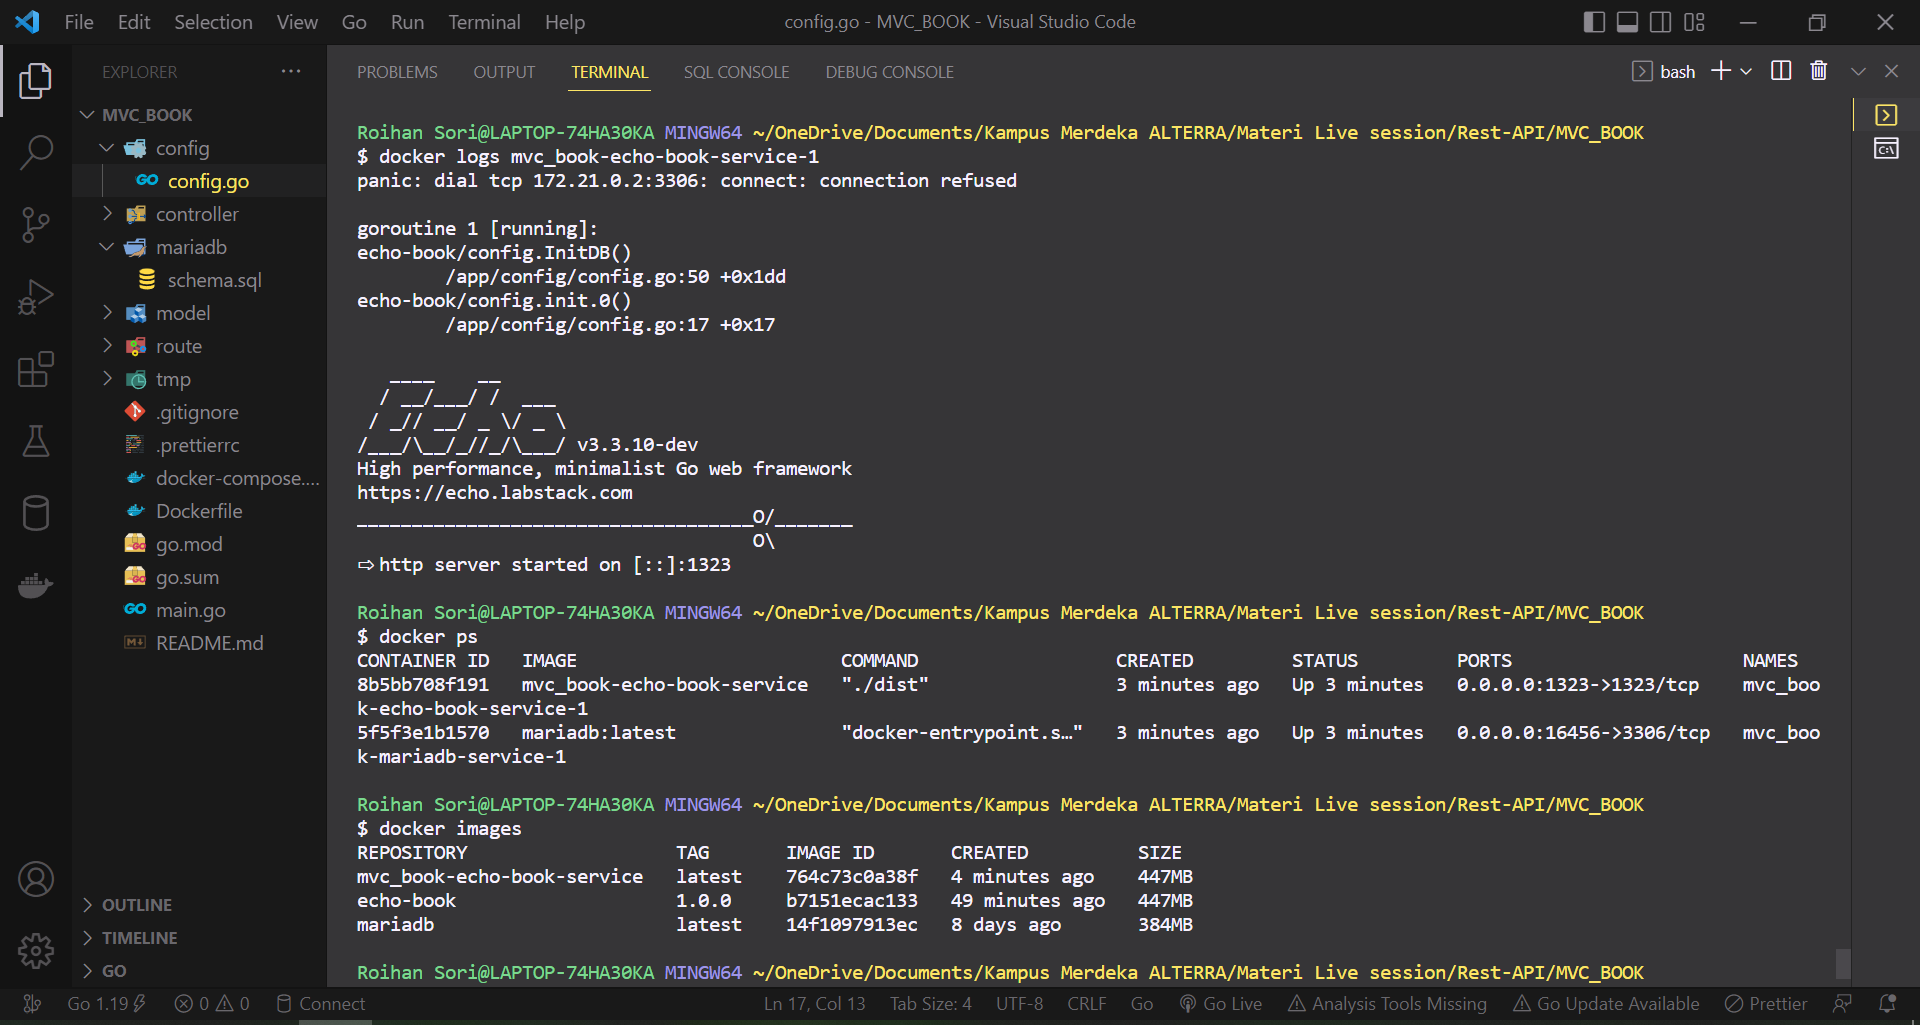 File Edit Selection View Go Run Terminal Help config.go - MVC_BOOK - Visual Studio Code
EXPLORER
MVC_BOOK
config
config.go
controller
mariadb
schema.sql
model
route
tmp
.gitignore
.prettierrc
docker-compose....
Dockerfile
go.mod
go.sum
main.go
README.md
OUTLINE
TIMELINE
GO
PROBLEMS OUTPUT TERMINAL SQL CONSOLE DEBUG CONSOLE bash
Roihan Sori@LAPTOP-74HA30KA MINGW64 ~/OneDrive/Documents/Kampus Merdeka ALTERRA/Materi Live session/Rest-API/MVC_BOOK
$ docker logs mvc_book-echo-book-service-1
panic: dial tcp 172.21.0.2:3306: connect: connection refused
goroutine 1 [running]:
echo-book/config.InitDB()
/app/config/config.go:50 +0x1dd
echo-book/config.init.0()
/app/config/config.go:17 +0x17
   ____    __
  / __/___/ /  ___
 / _// __/ _ \/ _ \
/___/\__/_//_/\___/ v3.3.10-dev
High performance, minimalist Go web framework
https://echo.labstack.com
____________________________________O/_______
                                    O\
⇨ http server started on [::]:1323
Roihan Sori@LAPTOP-74HA30KA MINGW64 ~/OneDrive/Documents/Kampus Merdeka ALTERRA/Materi Live session/Rest-API/MVC_BOOK
$ docker ps
CONTAINER ID IMAGE COMMAND CREATED STATUS PORTS NAMES
8b5bb708f191 mvc_book-echo-book-service "./dist" 3 minutes ago Up 3 minutes 0.0.0.0:1323->1323/tcp mvc_boo
k-echo-book-service-1
5f5f3e1b1570 mariadb:latest "docker-entrypoint.s…" 3 minutes ago Up 3 minutes 0.0.0.0:16456->3306/tcp mvc_boo
k-mariadb-service-1
Roihan Sori@LAPTOP-74HA30KA MINGW64 ~/OneDrive/Documents/Kampus Merdeka ALTERRA/Materi Live session/Rest-API/MVC_BOOK
$ docker images
REPOSITORY TAG IMAGE ID CREATED SIZE
mvc_book-echo-book-service latest 764c73c0a38f 4 minutes ago 447MB
echo-book 1.0.0 b7151ecac133 49 minutes ago 447MB
mariadb latest 14f1097913ec 8 days ago 384MB
Roihan Sori@LAPTOP-74HA30KA MINGW64 ~/OneDrive/Documents/Kampus Merdeka ALTERRA/Materi Live session/Rest-API/MVC_BOOK
Go 1.19 0 0 Connect Ln 17, Col 13 Tab Size: 4 UTF-8 CRLF Go Go Live Analysis Tools Missing Go Update Available Prettier